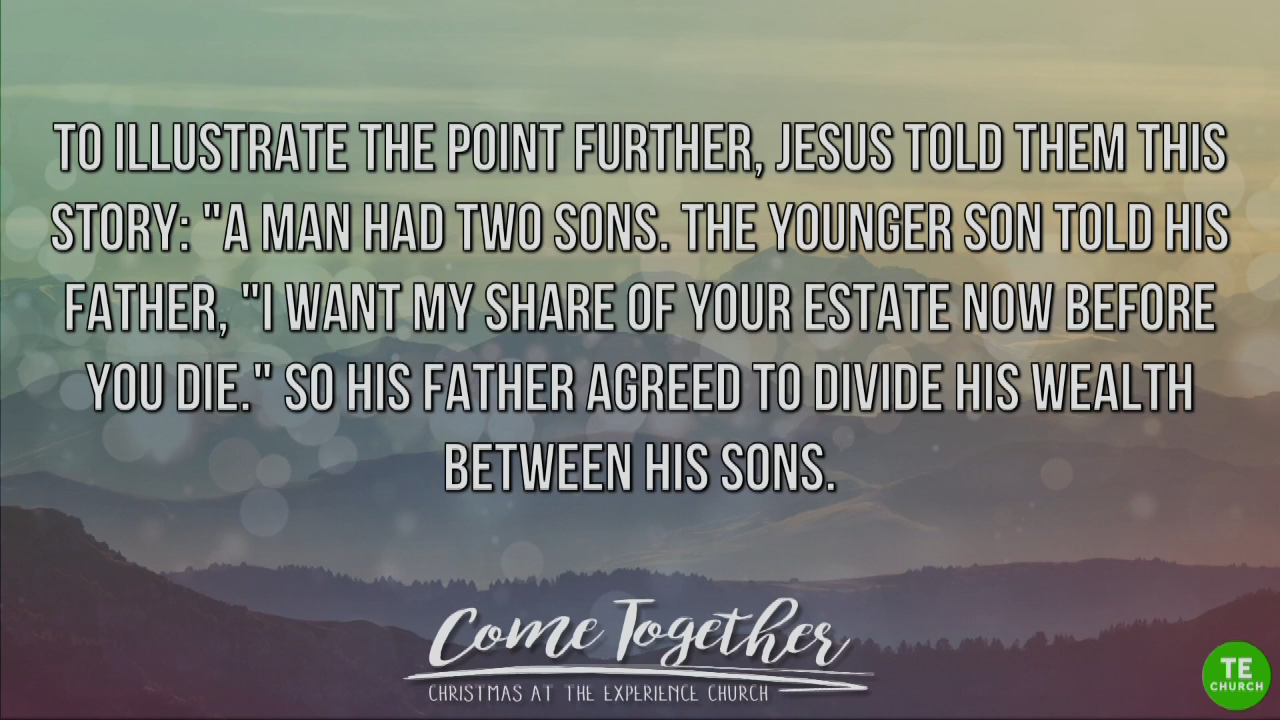 TO ILLUSTRATE THE POINT FURTHER, JESUS TOLD THEM THIS
STORY: "A MAN HAD TWO SONS. THE YOUNGER SON TOLD HIS
FATHER, "I WANT MY SHARE OF YOUR ESTATE NOW BEFORE
YOU DIE." SO HIS FATHER AGREED TO DIVIDE HIS WEALTH
BETWEEN HIS SONS.
Come Together
CHRISTMAS AT THE EXPERIENCE CHURCH
TE
CHURCH